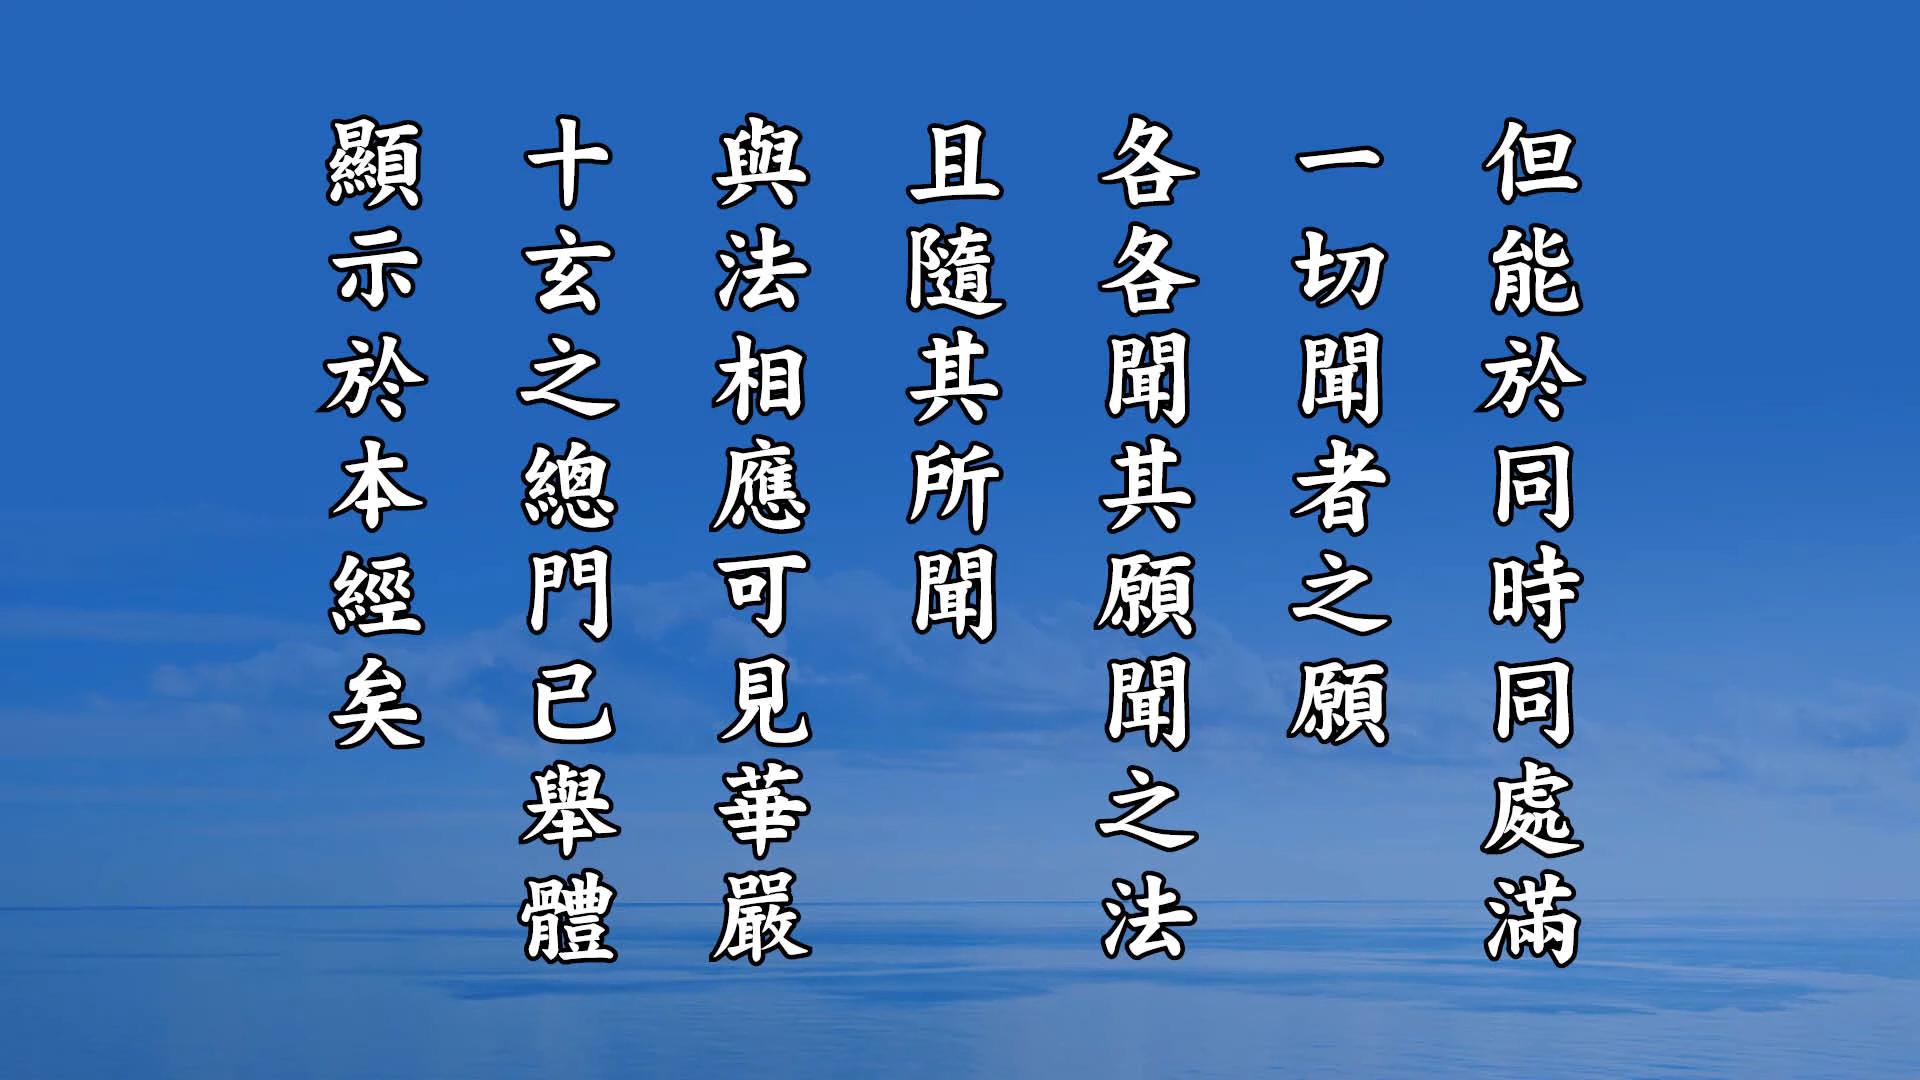 但能於同時同處滿
一切聞者之願
各各聞其願聞之法
且隨其所聞
與法相應可見華嚴
十玄之總門已舉體
顯示於本經矣